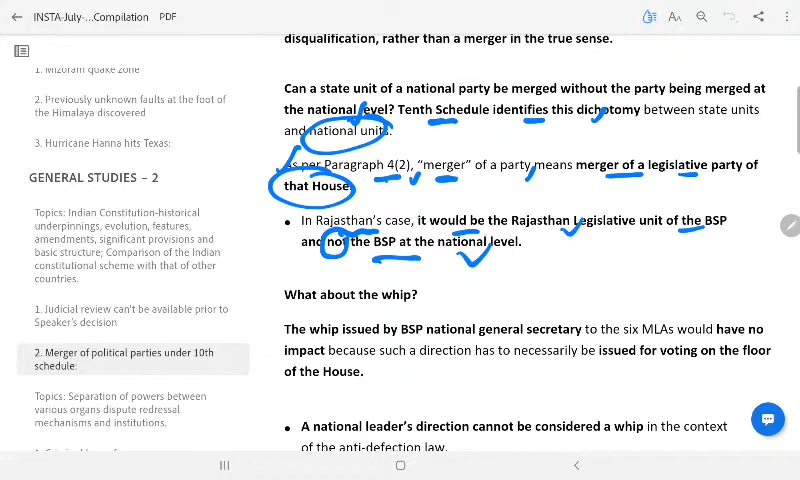 INSTA-July-...Compilation PDF
1. Mizoram quake zone
2. Previously unknown faults at the foot of
the Himalaya discovered
3. Hurricane Hanna hits Texas:
GENERAL STUDIES – 2
Topics: Indian Constitution-historical
underpinnings, evolution, features,
amendments, significant provisions and
basic structure; Comparison of the Indian
constitutional scheme with that of other
countries.
1. Judicial review can't be available prior to
Speaker's decision
2. Merger of political parties under 10th
schedule:
Topics: Separation of powers between
various organs dispute redressal
mechanisms and institutions.
disqualification, rather than a merger in the true sense.
Can a state unit of a national party be merged without the party being merged at
the national level? Tenth Schedule identifies this dichotomy between state units
and national units.
As per Paragraph 4(2), “merger” of a party means merger of a legislative party of
that House.
• In Rajasthan’s case, it would be the Rajasthan Legislative unit of the BSP
and not the BSP at the national level.
What about the whip?
The whip issued by BSP national general secretary to the six MLAs would have no
impact because such a direction has to necessarily be issued for voting on the floor
of the House.
• A national leader’s direction cannot be considered a whip in the context
of the anti-defection law.